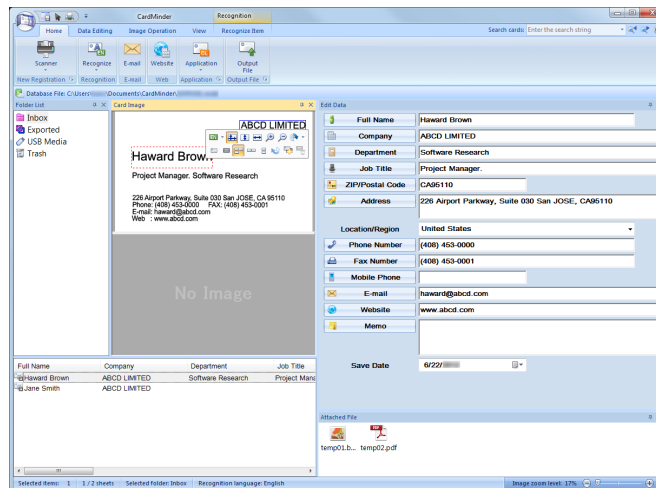 CardMinder
Recognition
Home Data Editing Image Operation View Recognize Item
Search cards: Enter the search string
Scanner Recognize E-mail Website Application Output File
New Registration Recognition E-mail Web Application Output File
Database File: C:\Users\ \Documents\CardMinder\
Folder List
Inbox
Exported
USB Media
Trash
Card Image
ABCD LIMITED
Haward Brown
Project Manager. Software Research
226 Airport Parkway, Suite 030 San JOSE, CA 95110
Phone: (408) 453-0000 FAX: (408) 453-0001
E-mail: haward@abcd.com
Web : www.abcd.com
No Image
Edit Data
Full Name Haward Brown
Company ABCD LIMITED
Department Software Research
Job Title Project Manager.
ZIP/Postal Code CA95110
Address 226 Airport Parkway, Suite 030 San JOSE, CA95110
Location/Region United States
Phone Number (408) 453-0000
Fax Number (408) 453-0001
Mobile Phone
E-mail haward@abcd.com
Website www.abcd.com
Memo
Save Date 6/22/
Full Name Company Department Job Title
Haward Brown ABCD LIMITED Software Research Project Mana
Jane Smith ABCD LIMITED
Attached File
temp01.b... temp02.pdf
Selected items: 1 1 / 2 sheets Selected folder: Inbox Recognition language: English
Image zoom level: 17%